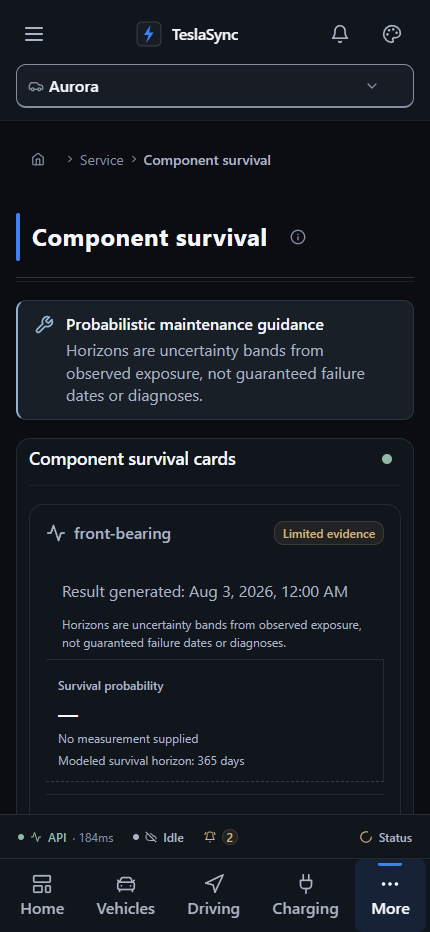 TeslaSync
Aurora
Service
Component survival
Component survival
Probabilistic maintenance guidance
Horizons are uncertainty bands from
observed exposure, not guaranteed failure
dates or diagnoses.
Component survival cards
front-bearing
Limited evidence
Result generated: Aug 3, 2026, 12:00 AM
Horizons are uncertainty bands from observed exposure,
not guaranteed failure dates or diagnoses.
Survival probability
—
No measurement supplied
Modeled survival horizon: 365 days
API · 184ms
Idle
2
Status
Home
Vehicles
Driving
Charging
More